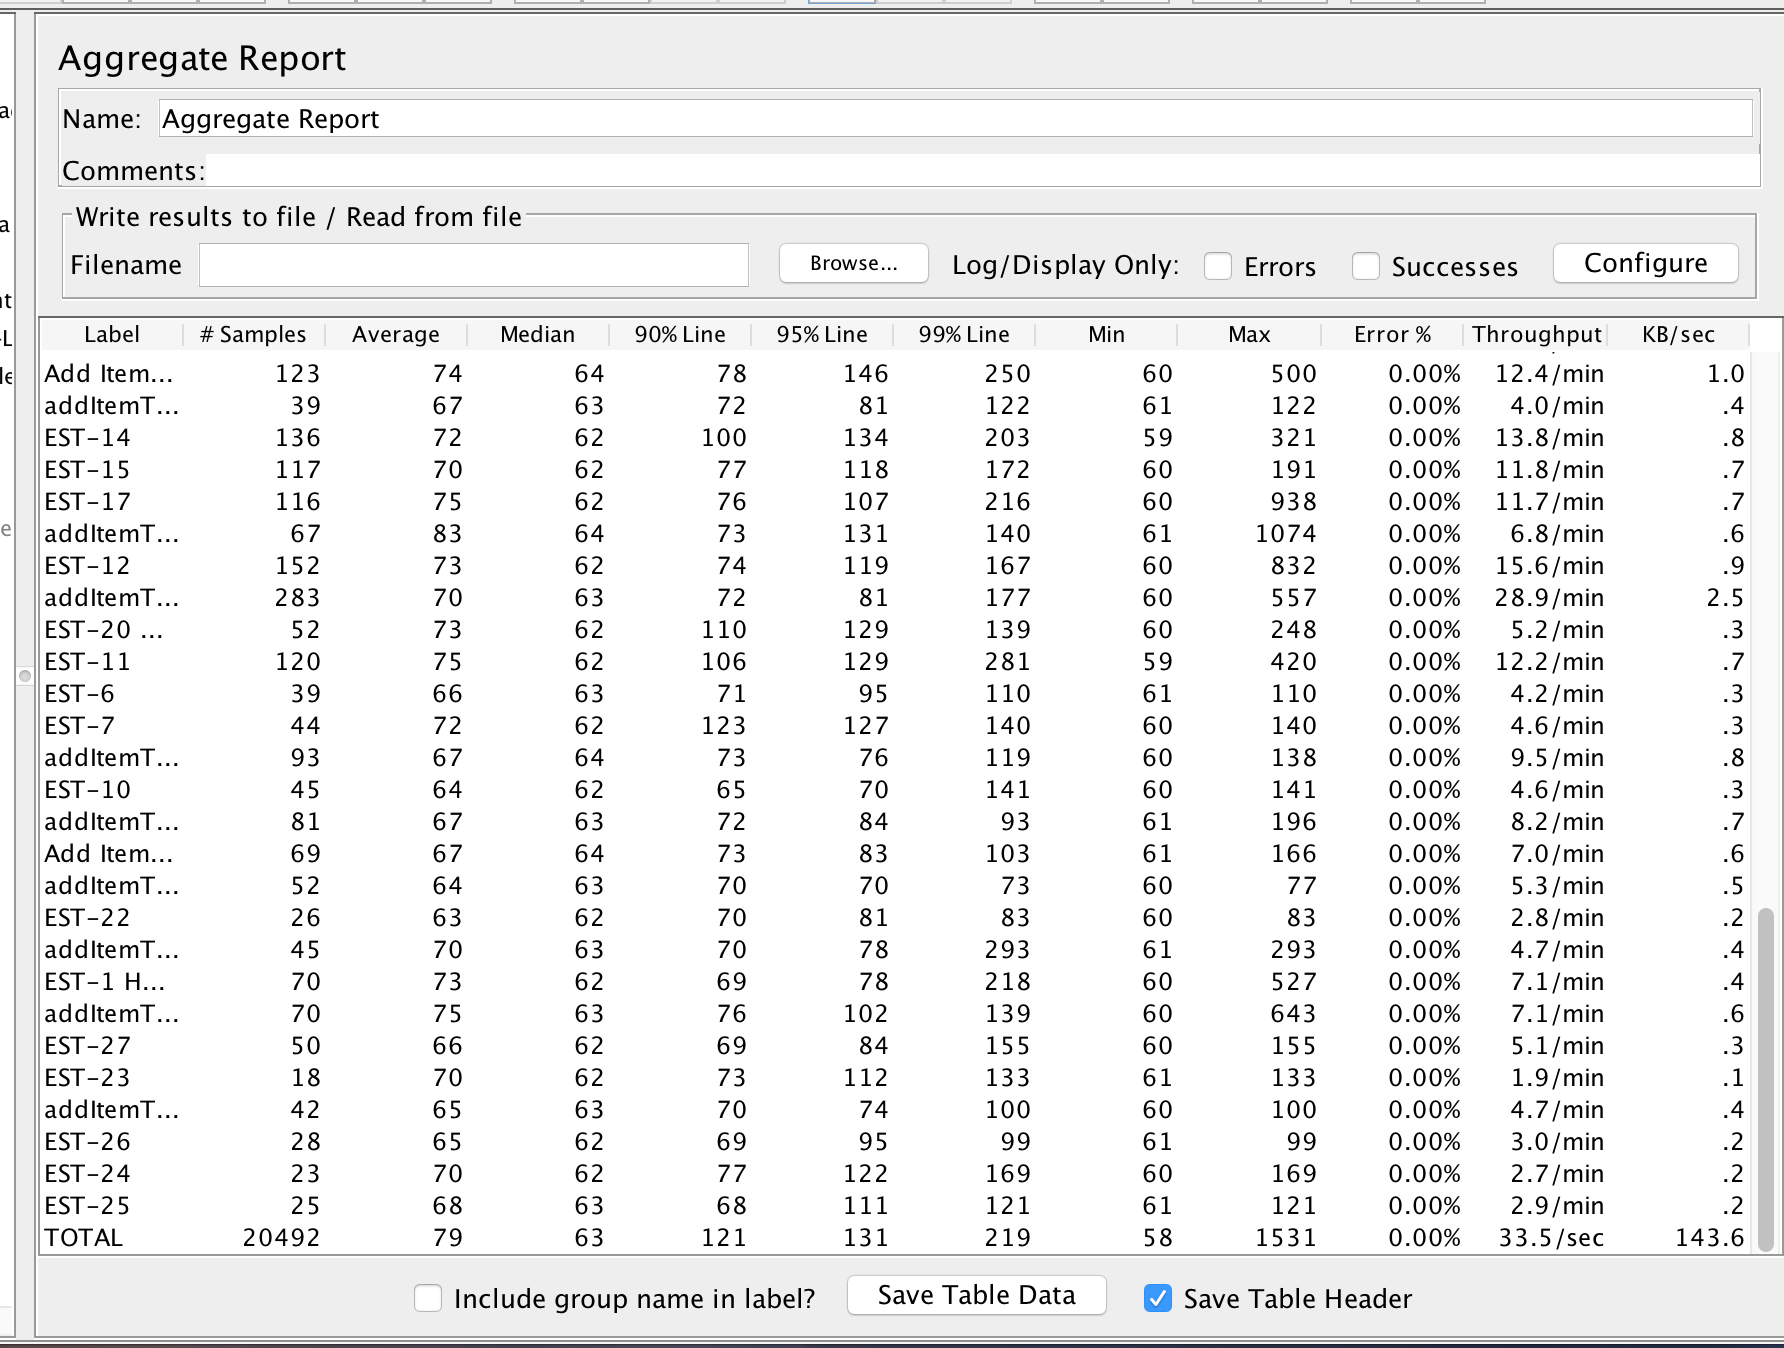 Aggregate Report
Name: Aggregate Report
Comments:
Write results to file / Read from file
Filename Browse... Log/Display Only: Errors Successes Configure
Label # Samples Average Median 90% Line 95% Line 99% Line Min Max Error % Throughput KB/sec
Add Item... 123 74 64 78 146 250 60 500 0.00% 12.4/min 1.0
addItemT... 39 67 63 72 81 122 61 122 0.00% 4.0/min .4
EST-14 136 72 62 100 134 203 59 321 0.00% 13.8/min .8
EST-15 117 70 62 77 118 172 60 191 0.00% 11.8/min .7
EST-17 116 75 62 76 107 216 60 938 0.00% 11.7/min .7
addItemT... 67 83 64 73 131 140 61 1074 0.00% 6.8/min .6
EST-12 152 73 62 74 119 167 60 832 0.00% 15.6/min .9
addItemT... 283 70 63 72 81 177 60 557 0.00% 28.9/min 2.5
EST-20 ... 52 73 62 110 129 139 60 248 0.00% 5.2/min .3
EST-11 120 75 62 106 129 281 59 420 0.00% 12.2/min .7
EST-6 39 66 63 71 95 110 61 110 0.00% 4.2/min .3
EST-7 44 72 62 123 127 140 60 140 0.00% 4.6/min .3
addItemT... 93 67 64 73 76 119 60 138 0.00% 9.5/min .8
EST-10 45 64 62 65 70 141 60 141 0.00% 4.6/min .3
addItemT... 81 67 63 72 84 93 61 196 0.00% 8.2/min .7
Add Item... 69 67 64 73 83 103 61 166 0.00% 7.0/min .6
addItemT... 52 64 63 70 70 73 60 77 0.00% 5.3/min .5
EST-22 26 63 62 70 81 83 60 83 0.00% 2.8/min .2
addItemT... 45 70 63 70 78 293 61 293 0.00% 4.7/min .4
EST-1 H... 70 73 62 69 78 218 60 527 0.00% 7.1/min .4
addItemT... 70 75 63 76 102 139 60 643 0.00% 7.1/min .6
EST-27 50 66 62 69 84 155 60 155 0.00% 5.1/min .3
EST-23 18 70 62 73 112 133 61 133 0.00% 1.9/min .1
addItemT... 42 65 63 70 74 100 60 100 0.00% 4.7/min .4
EST-26 28 65 62 69 95 99 61 99 0.00% 3.0/min .2
EST-24 23 70 62 77 122 169 60 169 0.00% 2.7/min .2
EST-25 25 68 63 68 111 121 61 121 0.00% 2.9/min .2
TOTAL 20492 79 63 121 131 219 58 1531 0.00% 33.5/sec 143.6
Include group name in label? Save Table Data Save Table Header